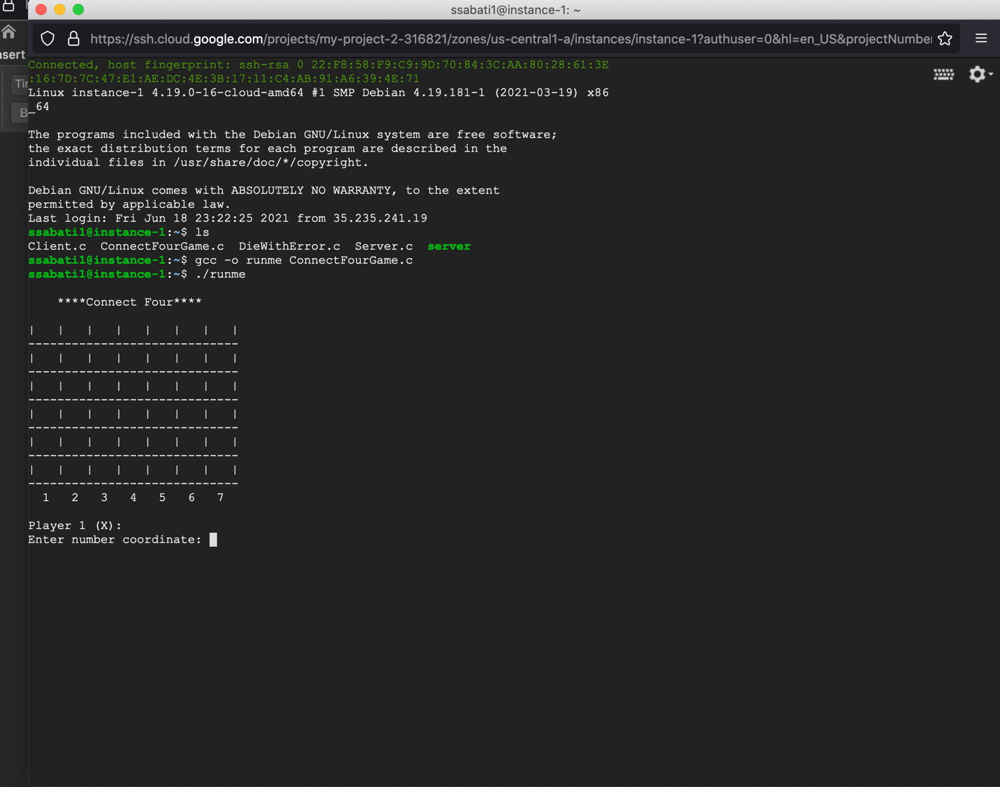 ssabati1@instance-1: ~
https://ssh.cloud.google.com/projects/my-project-2-316821/zones/us-central1-a/instances/instance-1?authuser=0&hl=en_US&projectNumber
nsert
Tir
B
Connected, host fingerprint: ssh-rsa 0 22:F8:58:F9:C9:9D:70:84:3C:AA:80:28:61:3E
:16:7D:7C:47:E1:AE:DC:4E:3B:17:11:C4:AB:91:A6:39:4E:71
Linux instance-1 4.19.0-16-cloud-amd64 #1 SMP Debian 4.19.181-1 (2021-03-19) x86
_64
The programs included with the Debian GNU/Linux system are free software;
the exact distribution terms for each program are described in the
individual files in /usr/share/doc/*/copyright.
Debian GNU/Linux comes with ABSOLUTELY NO WARRANTY, to the extent
permitted by applicable law.
Last login: Fri Jun 18 23:22:25 2021 from 35.235.241.19
ssabati1@instance-1:~$ ls
Client.c  ConnectFourGame.c  DieWithError.c  Server.c  server
ssabati1@instance-1:~$ gcc -o runme ConnectFourGame.c
ssabati1@instance-1:~$ ./runme
****Connect Four****
|   |   |   |   |   |   |   |
-----------------------------
|   |   |   |   |   |   |   |
-----------------------------
|   |   |   |   |   |   |   |
-----------------------------
|   |   |   |   |   |   |   |
-----------------------------
|   |   |   |   |   |   |   |
-----------------------------
|   |   |   |   |   |   |   |
-----------------------------
  1   2   3   4   5   6   7
Player 1 (X):
Enter number coordinate: